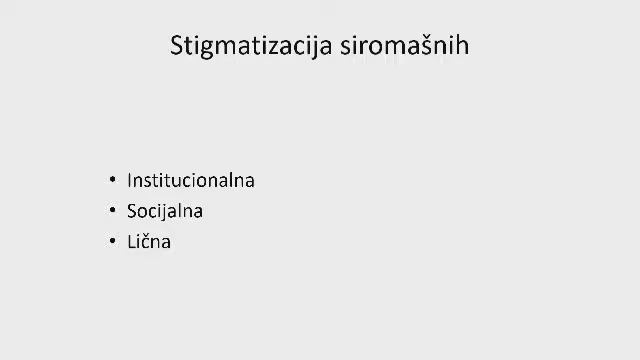 Stigmatizacija siromašnih
• Institucionalna
• Socijalna
• Lična